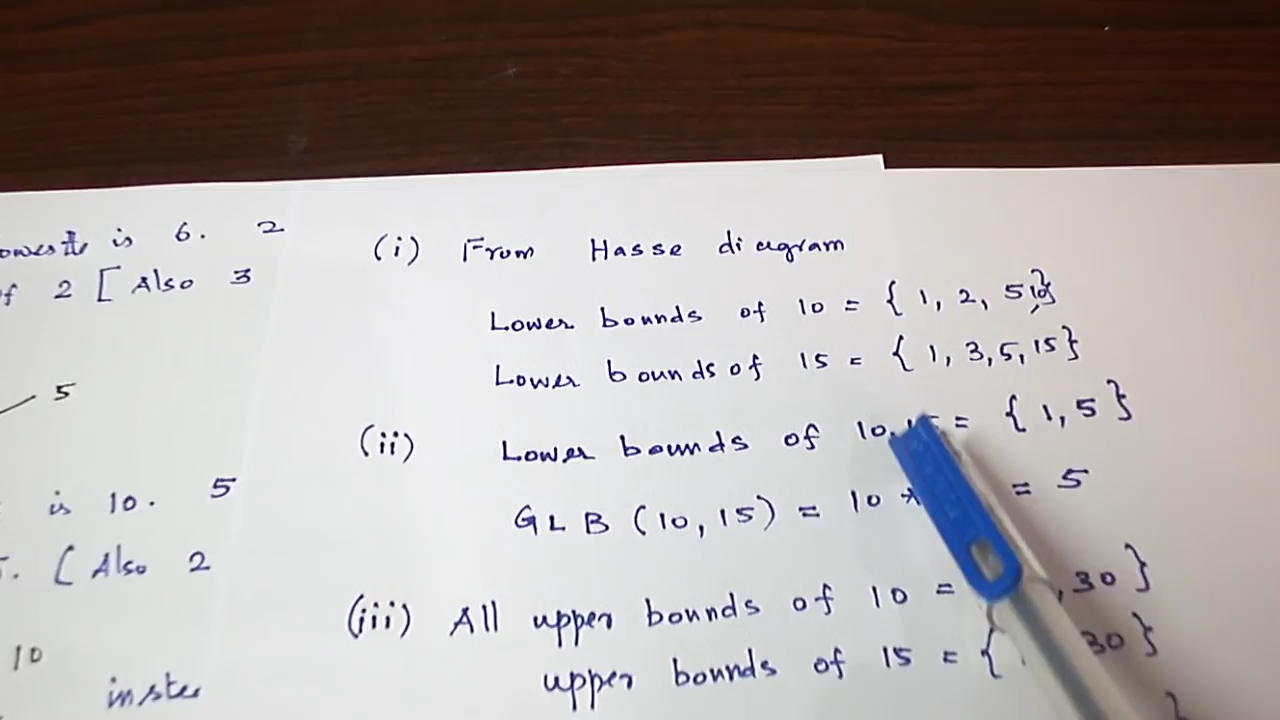 is 6. 2
2 [ Also 3
5
is 10. 5
[ Also 2
10
(i) From Hasse diagram
Lower bounds of 10 = { 1, 2, 5, 10}
Lower bounds of 15 = { 1, 3, 5, 15}
(ii) Lower bounds of 10, = { 1, 5 }
GLB (10, 15) = 10 * = 5
(iii) All upper bounds of 10 = , 30 }
upper bounds of 15 = { 30 }